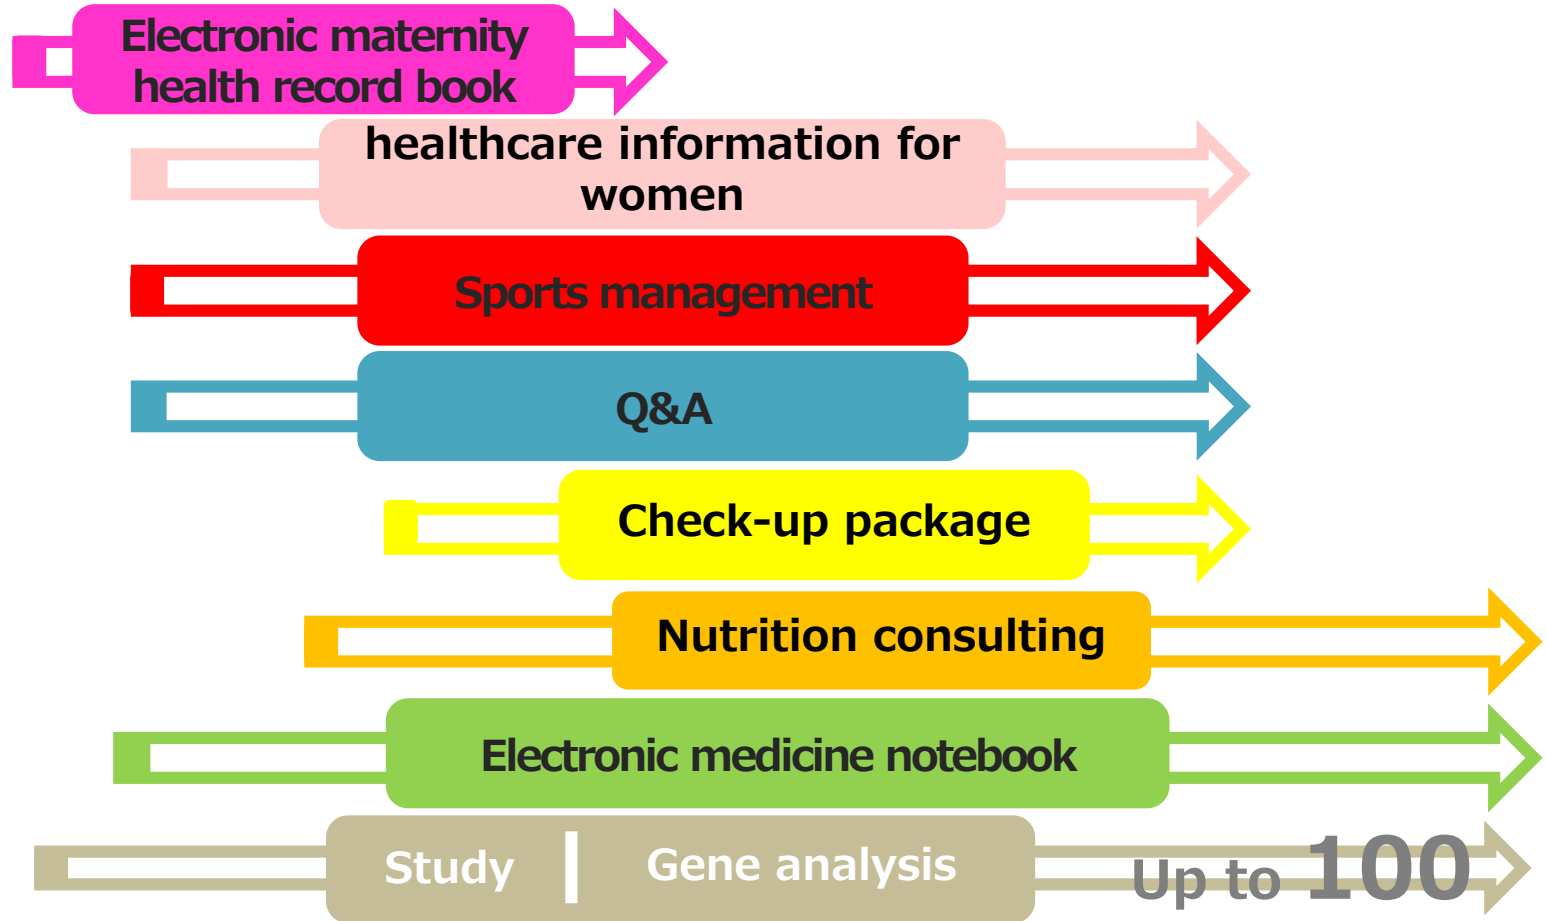 Electronic maternity
health record book
healthcare information for
women
Sports management
Q&A
Check-up package
Nutrition consulting
Electronic medicine notebook
Study Gene analysis
Up to 100